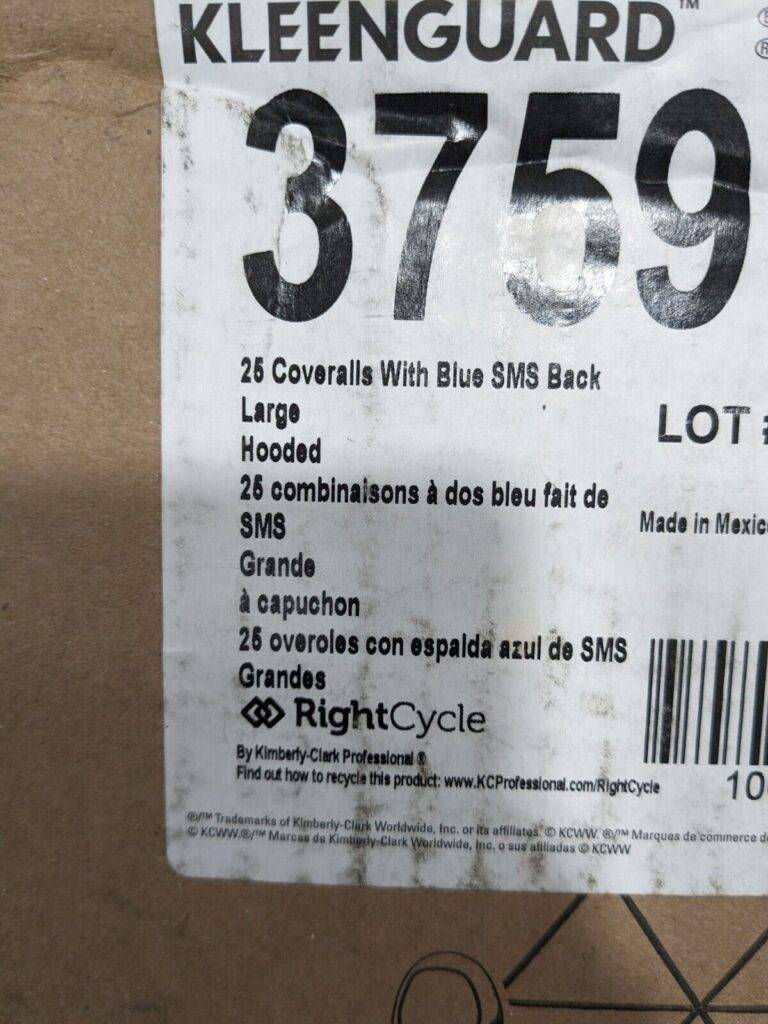 KLEENGUARD™
3759
25 Coveralls With Blue SMS Back
Large
Hooded
25 combinaisons à dos bleu fait de
SMS
Grande
à capuchon
25 overoles con espalda azul de SMS
Grandes
LOT
Made in Mexic
RightCycle
By Kimberly-Clark Professional ®
Find out how to recycle this product: www.KCProfessional.com/RightCycle
10
®/™ Trademarks of Kimberly-Clark Worldwide, Inc. or its affiliates. © KCWW. ®/™ Marques de commerce d
© KCWW.®/™ Marcas de Kimberly-Clark Worldwide, Inc. o sus afiliadas © KCWW